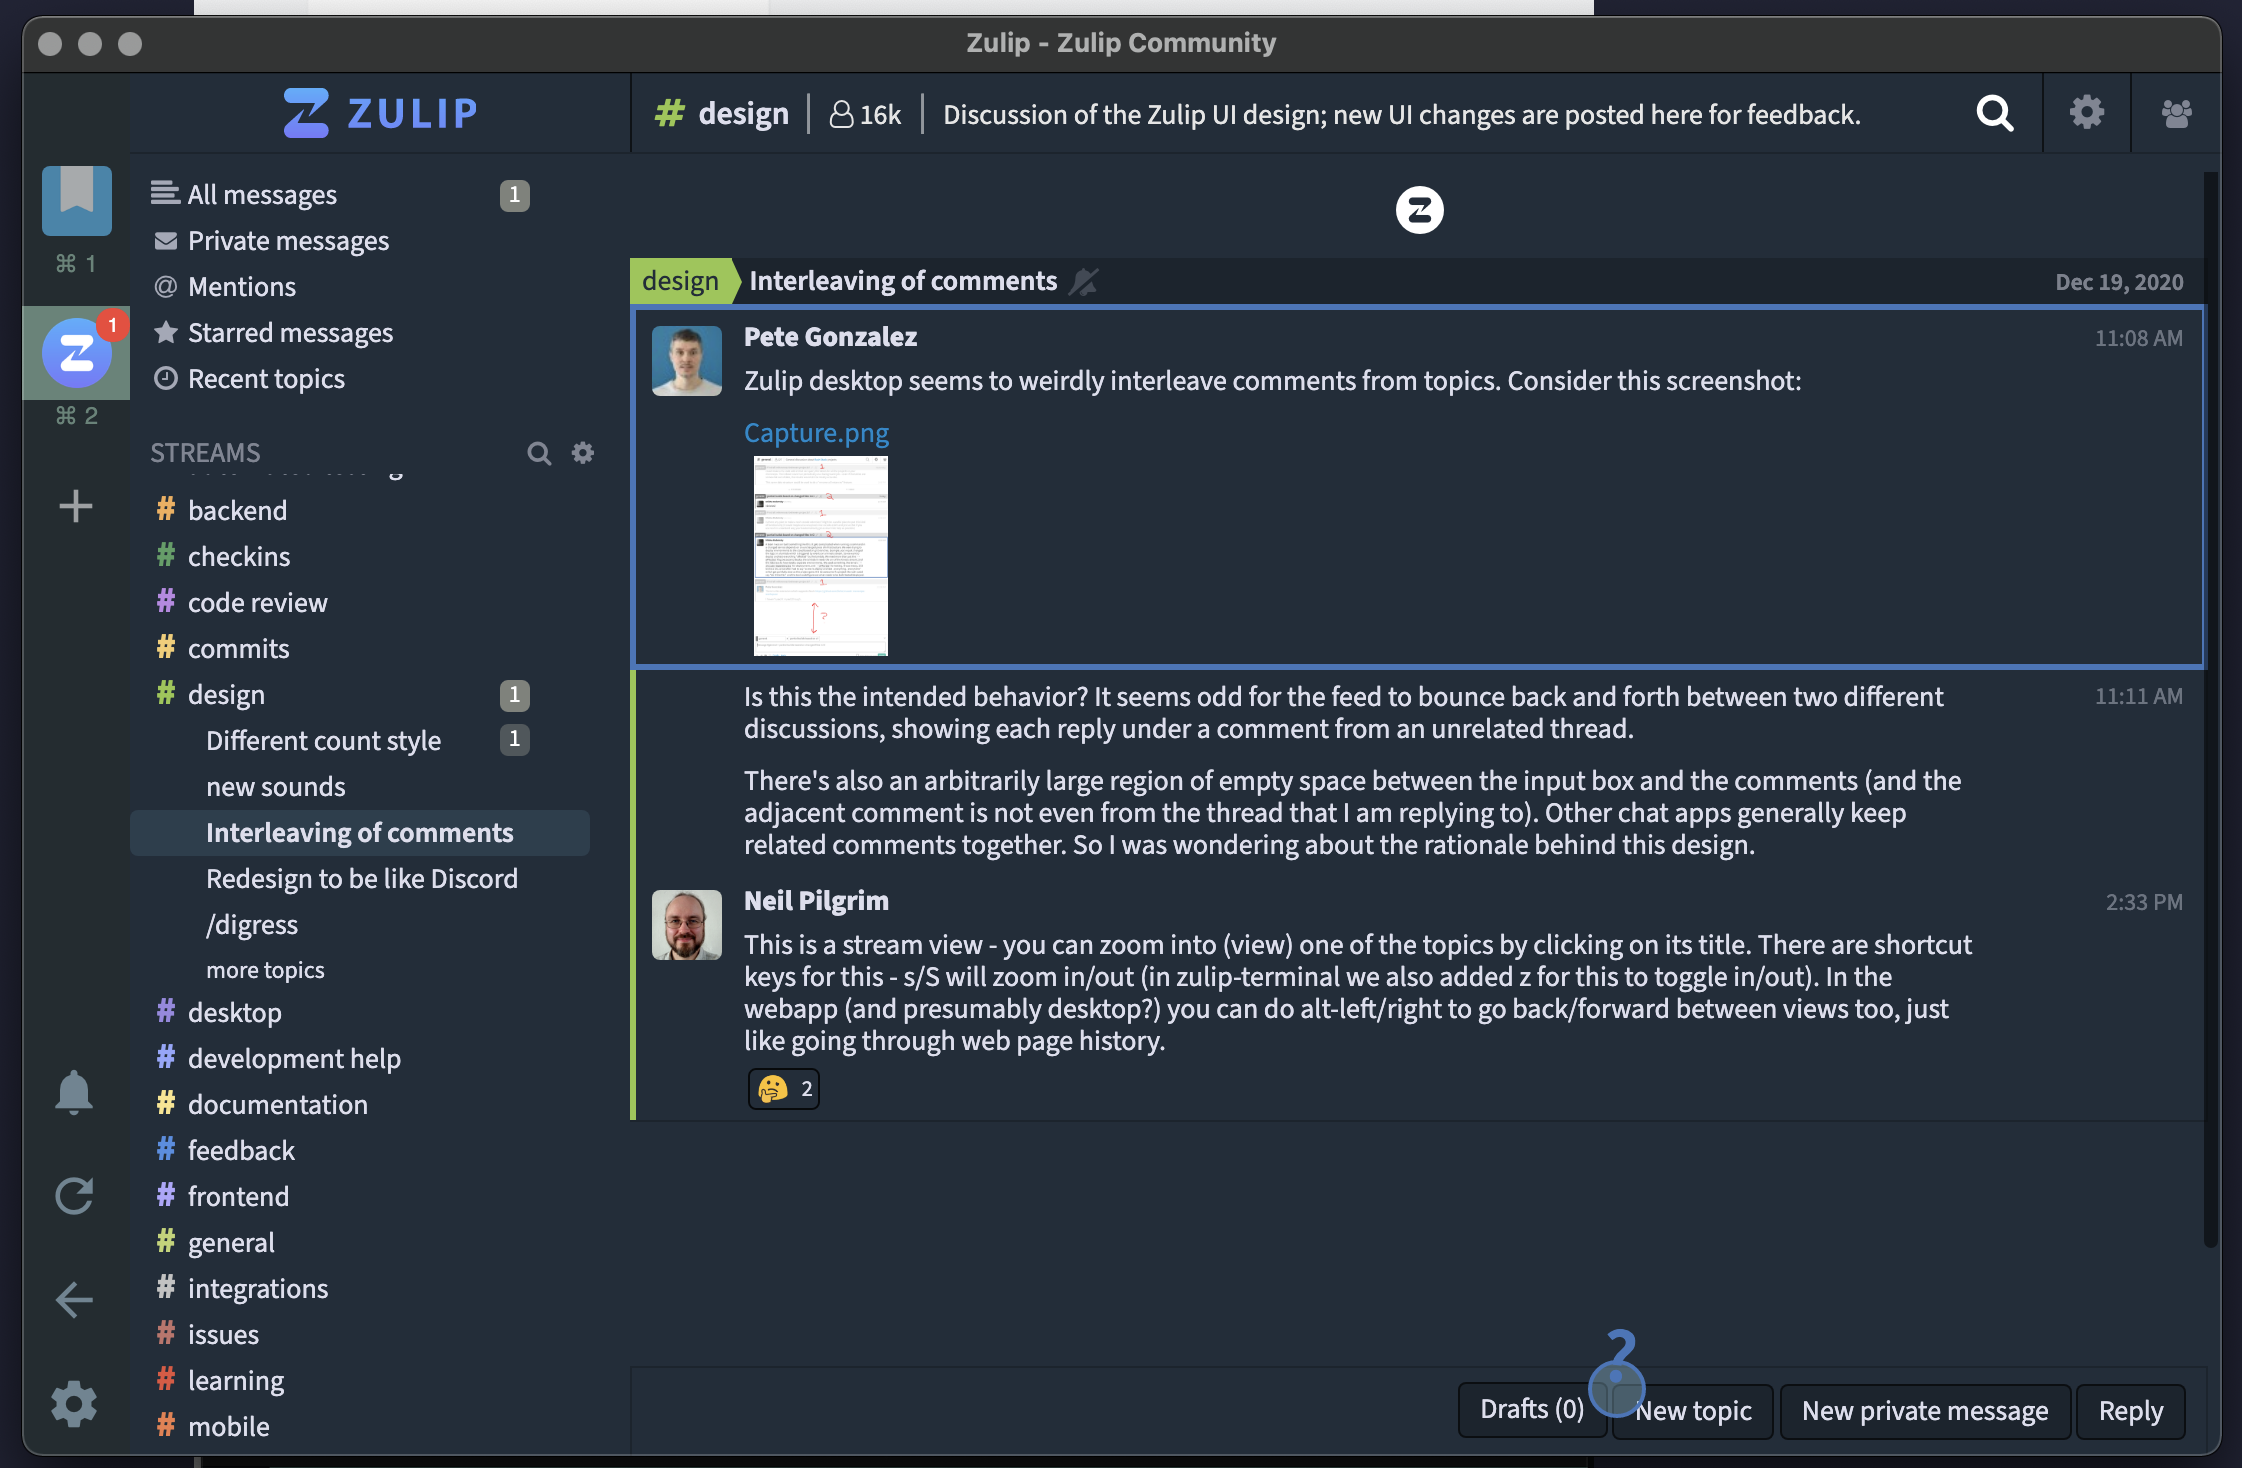 Zulip - Zulip Community
ZULIP
# design
16k
Discussion of the Zulip UI design; new UI changes are posted here for feedback.
⌘ 1
1
⌘ 2
All messages 1
Private messages
@ Mentions
Starred messages
Recent topics
STREAMS
# backend
# checkins
# code review
# commits
# design 1
Different count style 1
new sounds
Interleaving of comments
Redesign to be like Discord
/digress
more topics
# desktop
# development help
# documentation
# feedback
# frontend
# general
# integrations
# issues
# learning
# mobile
design Interleaving of comments Dec 19, 2020
Pete Gonzalez 11:08 AM
Zulip desktop seems to weirdly interleave comments from topics. Consider this screenshot:
Capture.png
Is this the intended behavior? It seems odd for the feed to bounce back and forth between two different 11:11 AM
discussions, showing each reply under a comment from an unrelated thread.
There's also an arbitrarily large region of empty space between the input box and the comments (and the
adjacent comment is not even from the thread that I am replying to). Other chat apps generally keep
related comments together. So I was wondering about the rationale behind this design.
Neil Pilgrim 2:33 PM
This is a stream view - you can zoom into (view) one of the topics by clicking on its title. There are shortcut
keys for this - s/S will zoom in/out (in zulip-terminal we also added z for this to toggle in/out). In the
webapp (and presumably desktop?) you can do alt-left/right to go back/forward between views too, just
like going through web page history.
2
?
Drafts (0) New topic New private message Reply